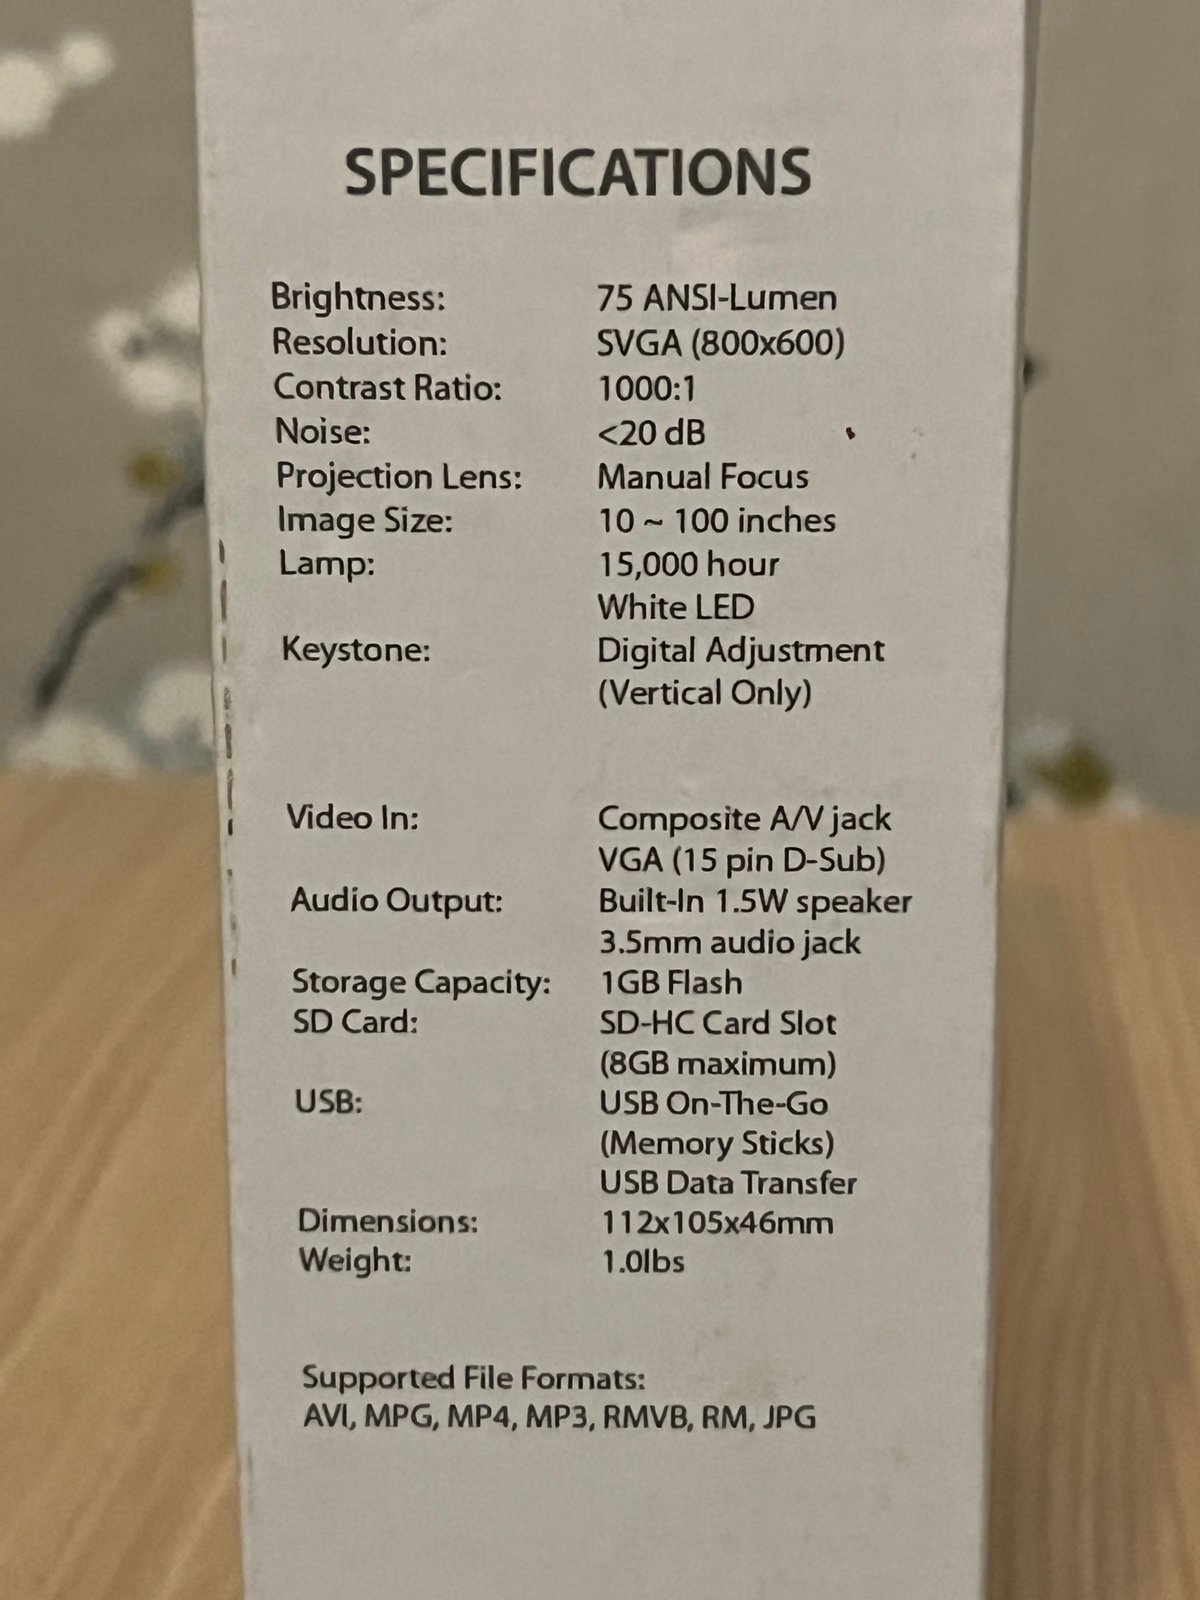 SPECIFICATIONS
Brightness: 75 ANSI-Lumen
Resolution: SVGA (800x600)
Contrast Ratio: 1000:1
Noise: <20 dB
Projection Lens: Manual Focus
Image Size: 10 ~ 100 inches
Lamp: 15,000 hour
White LED
Keystone: Digital Adjustment
(Vertical Only)
Video In: Composite A/V jack
VGA (15 pin D-Sub)
Audio Output: Built-In 1.5W speaker
3.5mm audio jack
Storage Capacity: 1GB Flash
SD Card: SD-HC Card Slot
(8GB maximum)
USB: USB On-The-Go
(Memory Sticks)
USB Data Transfer
Dimensions: 112x105x46mm
Weight: 1.0lbs
Supported File Formats:
AVI, MPG, MP4, MP3, RMVB, RM, JPG